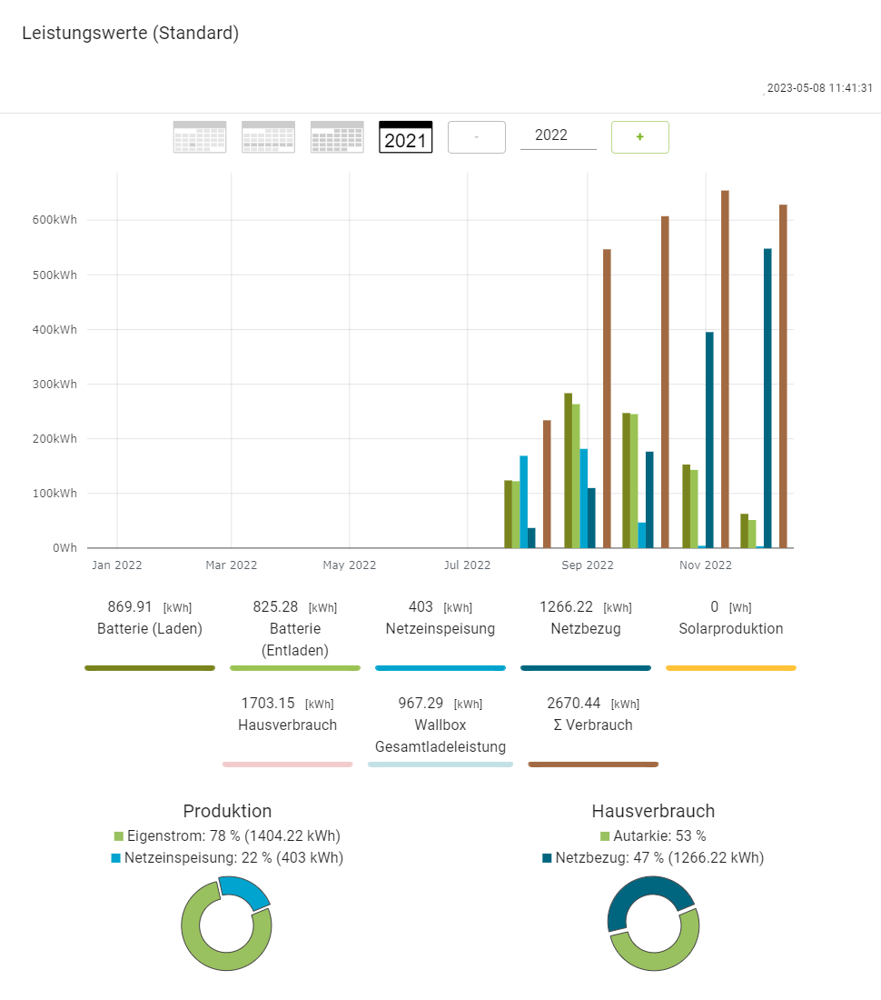 Leistungswerte (Standard)
2023-05-08 11:41:31
2021
-
2022
+
600kWh
500kWh
400kWh
300kWh
200kWh
100kWh
0Wh
Jan 2022
Mar 2022
May 2022
Jul 2022
Sep 2022
Nov 2022
869.91 [kWh]
Batterie (Laden)
825.28 [kWh]
Batterie
(Entladen)
403 [kWh]
Netzeinspeisung
1266.22 [kWh]
Netzbezug
0 [Wh]
Solarproduktion
1703.15 [kWh]
Hausverbrauch
967.29 [kWh]
Wallbox
Gesamtladeleistung
2670.44 [kWh]
Σ Verbrauch
Produktion
Eigenstrom: 78 % (1404.22 kWh)
Netzeinspeisung: 22 % (403 kWh)
Hausverbrauch
Autarkie: 53 %
Netzbezug: 47 % (1266.22 kWh)